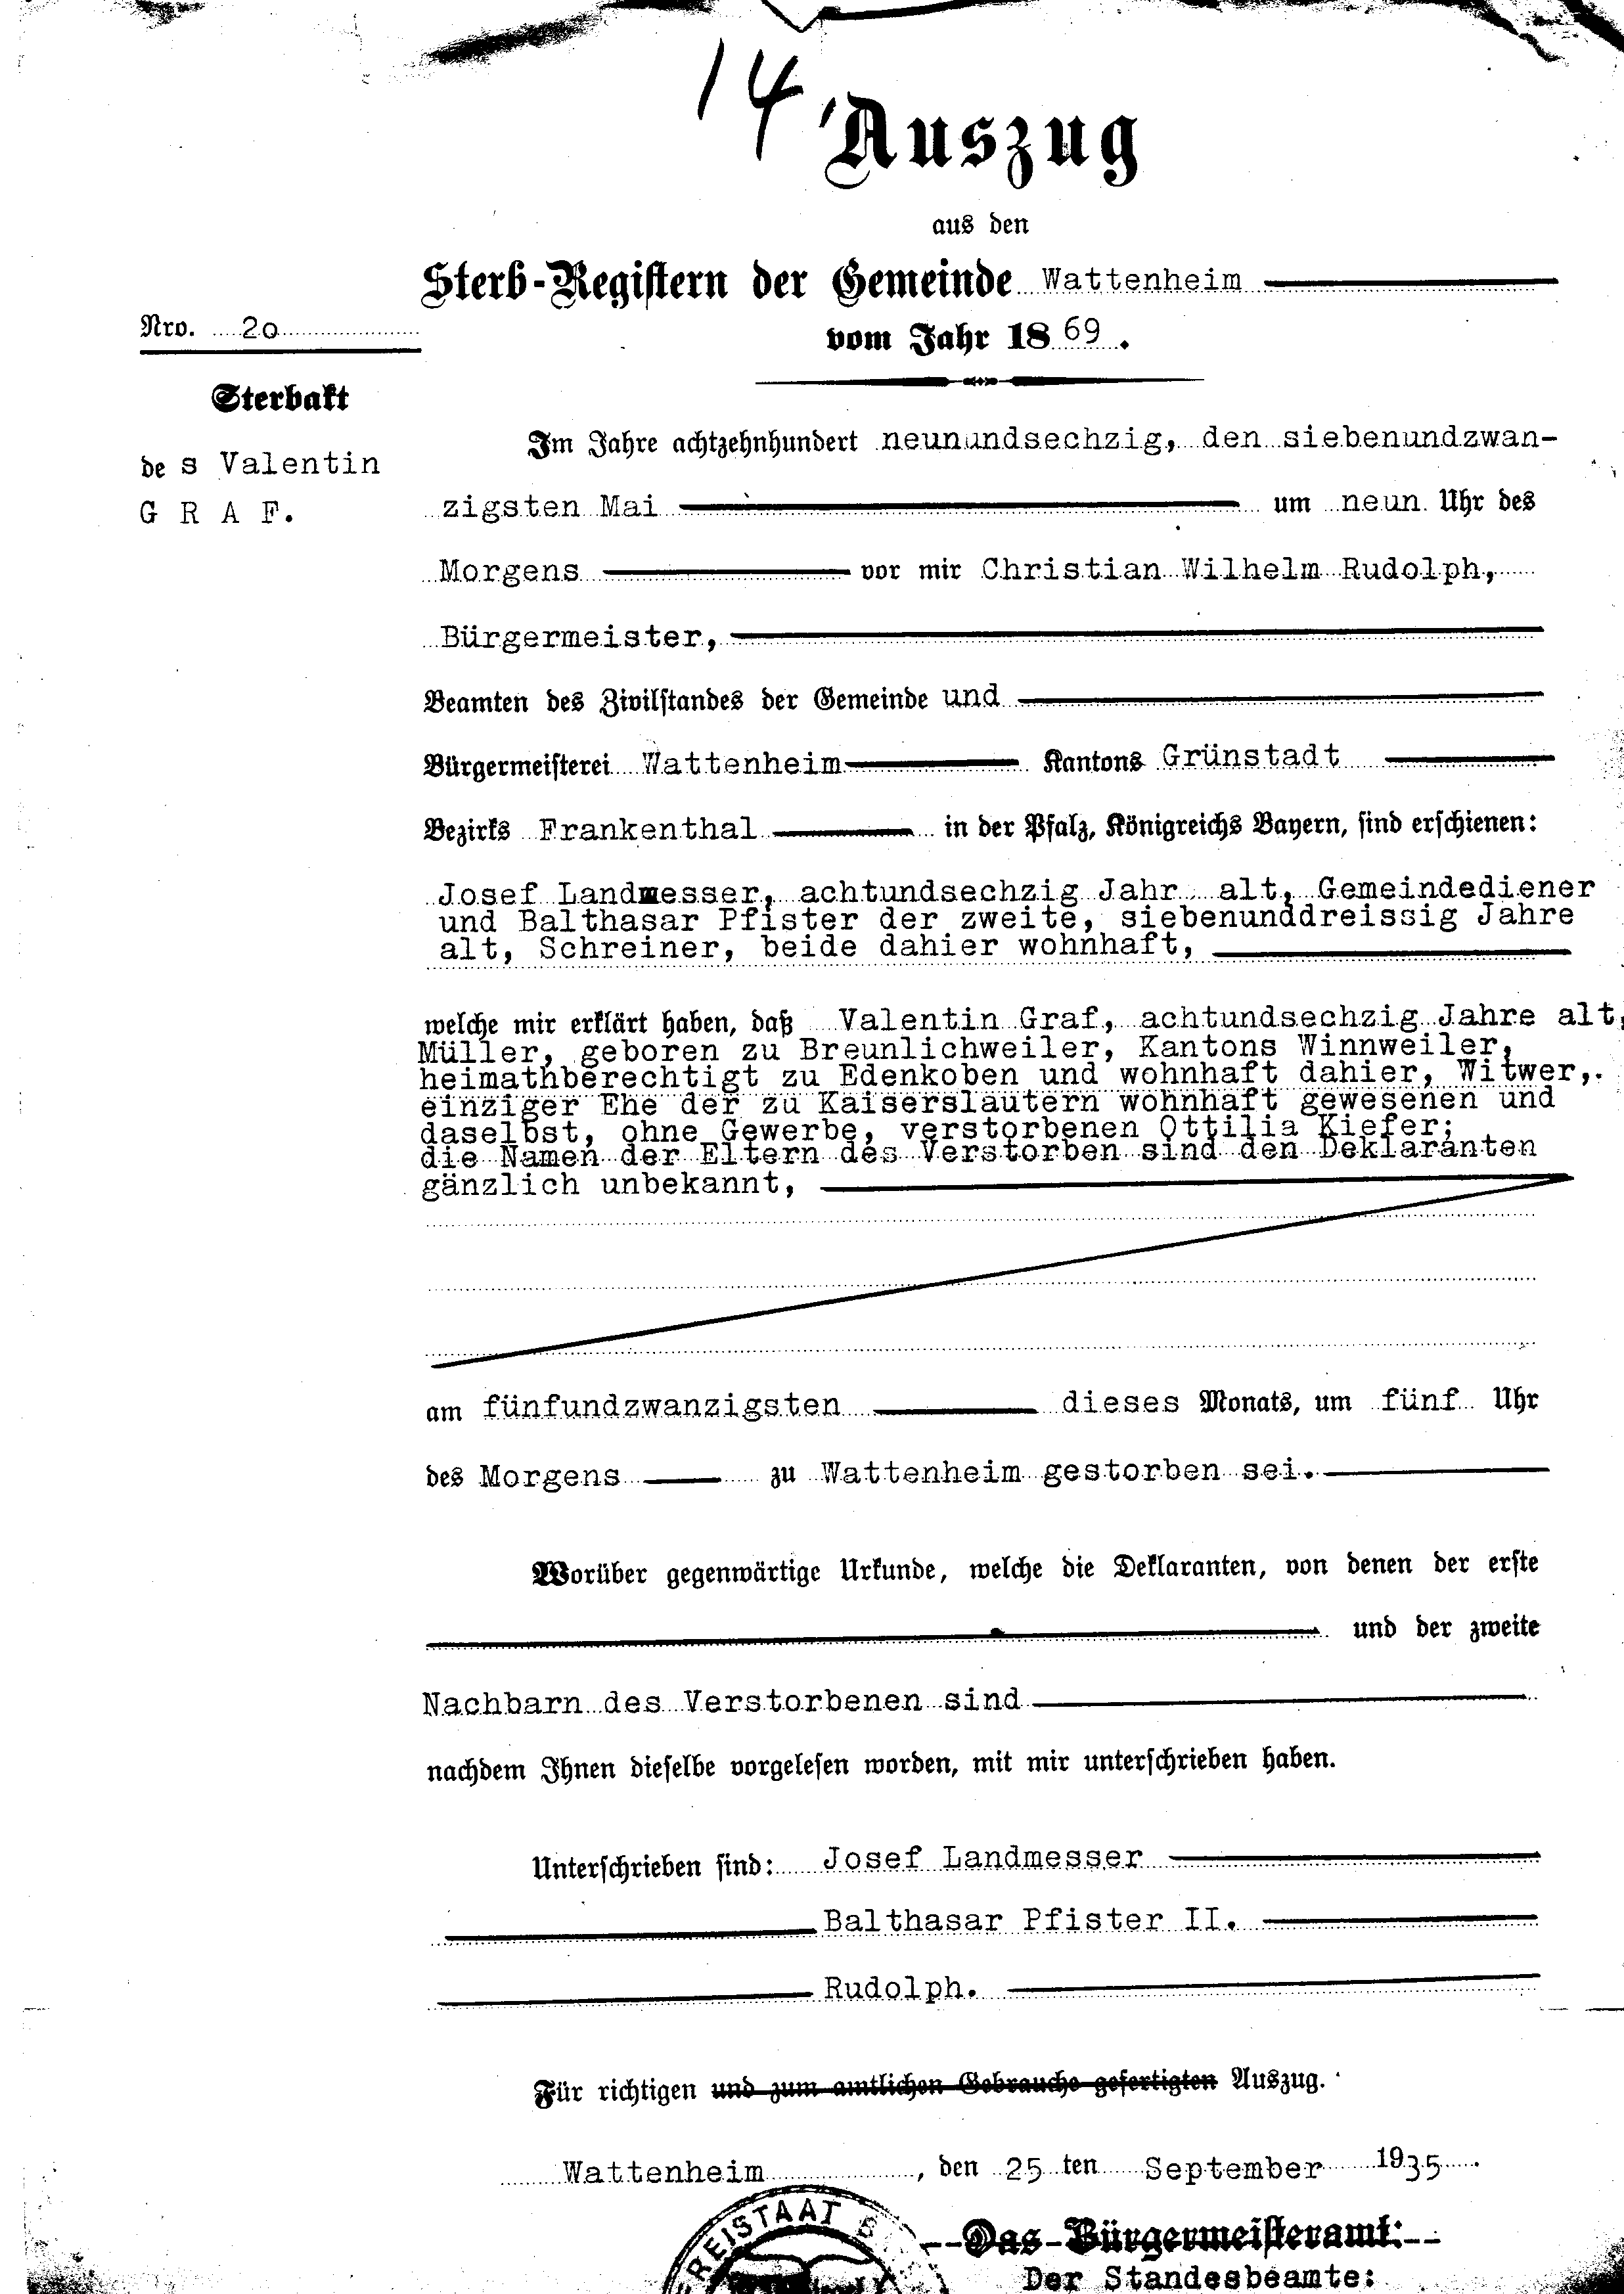 14
Auszug
aus den
Sterb-Registern der Gemeinde Wattenheim
Nro. 20
vom Jahr 1869.
Sterbakt
des Valentin
GRAF.
Im Jahre achtzehnhundert neunundsechzig, den siebenundzwan-
zigsten Mai um neun Uhr des
Morgens vor mir Christian Wilhelm Rudolph,
Bürgermeister,
Beamten des Zivilstandes der Gemeinde und
Bürgermeisterei Wattenheim Kantons Grünstadt
Bezirks Frankenthal in der Pfalz, Königreichs Bayern, sind erschienen:
Josef Landmesser, achtundsechzig Jahr alt, Gemeindediener
und Balthasar Pfister der zweite, siebenunddreissig Jahre
alt, Schreiner, beide dahier wohnhaft,
welche mir erklärt haben, daß Valentin Graf, achtundsechzig Jahre alt,
Müller, geboren zu Breunlichweiler, Kantons Winnweiler,
heimathberechtigt zu Edenkoben und wohnhaft dahier, Witwer,.
einziger Ehe der zu Kaiserslautern wohnhaft gewesenen und
daselbst, ohne Gewerbe, verstorbenen Ottilia Kiefer;
die Namen der Eltern des Verstorben sind den Deklaranten
gänzlich unbekannt,
am fünfundzwanzigsten dieses Monats, um fünf Uhr
des Morgens zu Wattenheim gestorben sei.
Worüber gegenwärtige Urkunde, welche die Deklaranten, von denen der erste
und der zweite
Nachbarn des Verstorbenen sind
nachdem Ihnen dieselbe vorgelesen worden, mit mir unterschrieben haben.
Unterschrieben sind: Josef Landmesser
Balthasar Pfister II.
Rudolph.
Für richtigen und zum amtlichen Gebrauche gefertigten Auszug.
Wattenheim, den 25ten September 1935.
FREISTAAT B
Das Bürgermeisteramt:
Der Standesbeamte: